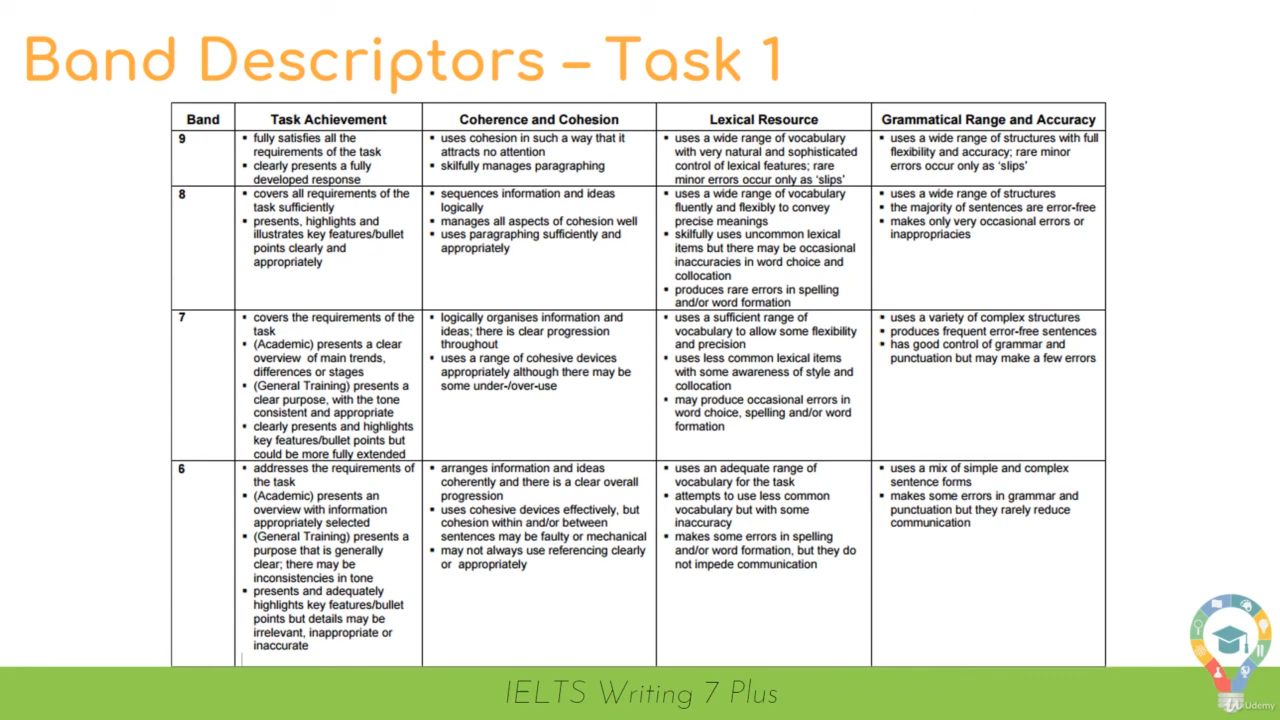 Band Descriptors – Task 1
Band
Task Achievement
Coherence and Cohesion
Lexical Resource
Grammatical Range and Accuracy
9
▪ fully satisfies all the
requirements of the task
▪ clearly presents a fully
developed response
▪ uses cohesion in such a way that it
attracts no attention
▪ skilfully manages paragraphing
▪ uses a wide range of vocabulary
with very natural and sophisticated
control of lexical features; rare
minor errors occur only as ‘slips’
▪ uses a wide range of structures with full
flexibility and accuracy; rare minor
errors occur only as ‘slips’
8
▪ covers all requirements of the
task sufficiently
▪ presents, highlights and
illustrates key features/bullet
points clearly and
appropriately
▪ sequences information and ideas
logically
▪ manages all aspects of cohesion well
▪ uses paragraphing sufficiently and
appropriately
▪ uses a wide range of vocabulary
fluently and flexibly to convey
precise meanings
▪ skilfully uses uncommon lexical
items but there may be occasional
inaccuracies in word choice and
collocation
▪ produces rare errors in spelling
and/or word formation
▪ uses a wide range of structures
▪ the majority of sentences are error-free
▪ makes only very occasional errors or
inappropriacies
7
▪ covers the requirements of the
task
▪ (Academic) presents a clear
overview of main trends,
differences or stages
▪ (General Training) presents a
clear purpose, with the tone
consistent and appropriate
▪ clearly presents and highlights
key features/bullet points but
could be more fully extended
▪ logically organises information and
ideas; there is clear progression
throughout
▪ uses a range of cohesive devices
appropriately although there may be
some under-/over-use
▪ uses a sufficient range of
vocabulary to allow some flexibility
and precision
▪ uses less common lexical items
with some awareness of style and
collocation
▪ may produce occasional errors in
word choice, spelling and/or word
formation
▪ uses a variety of complex structures
▪ produces frequent error-free sentences
▪ has good control of grammar and
punctuation but may make a few errors
6
▪ addresses the requirements of
the task
▪ (Academic) presents an
overview with information
appropriately selected
▪ (General Training) presents a
purpose that is generally
clear; there may be
inconsistencies in tone
▪ presents and adequately
highlights key features/bullet
points but details may be
irrelevant, inappropriate or
inaccurate
▪ arranges information and ideas
coherently and there is a clear overall
progression
▪ uses cohesive devices effectively, but
cohesion within and/or between
sentences may be faulty or mechanical
▪ may not always use referencing clearly
or appropriately
▪ uses an adequate range of
vocabulary for the task
▪ attempts to use less common
vocabulary but with some
inaccuracy
▪ makes some errors in spelling
and/or word formation, but they do
not impede communication
▪ uses a mix of simple and complex
sentence forms
▪ makes some errors in grammar and
punctuation but they rarely reduce
communication
IELTS Writing 7 Plus
Udemy